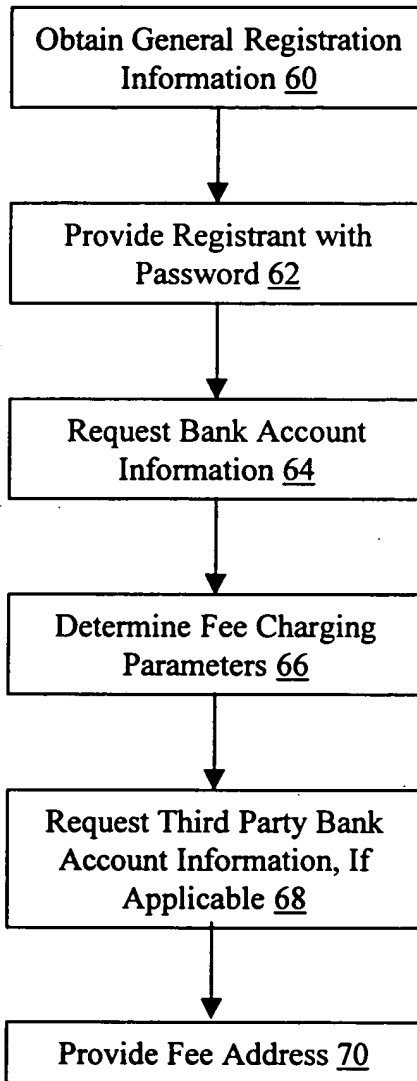 Obtain General Registration
Information 60
Provide Registrant with
Password 62
Request Bank Account
Information 64
Determine Fee Charging
Parameters 66
Request Third Party Bank
Account Information, If
Applicable 68
Provide Fee Address 70